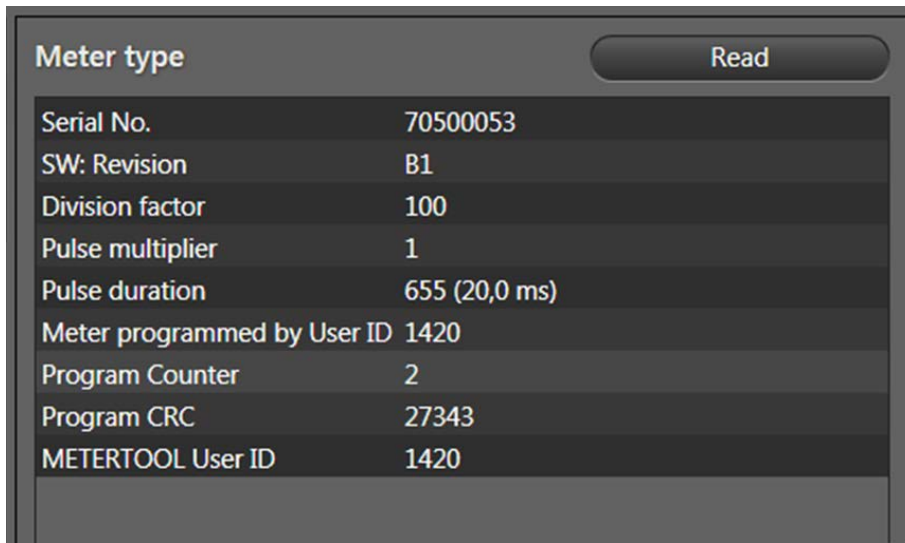 Meter type Read
Serial No. 70500053
SW: Revision B1
Division factor 100
Pulse multiplier 1
Pulse duration 655 (20,0 ms)
Meter programmed by User ID 1420
Program Counter 2
Program CRC 27343
METERTOOL User ID 1420